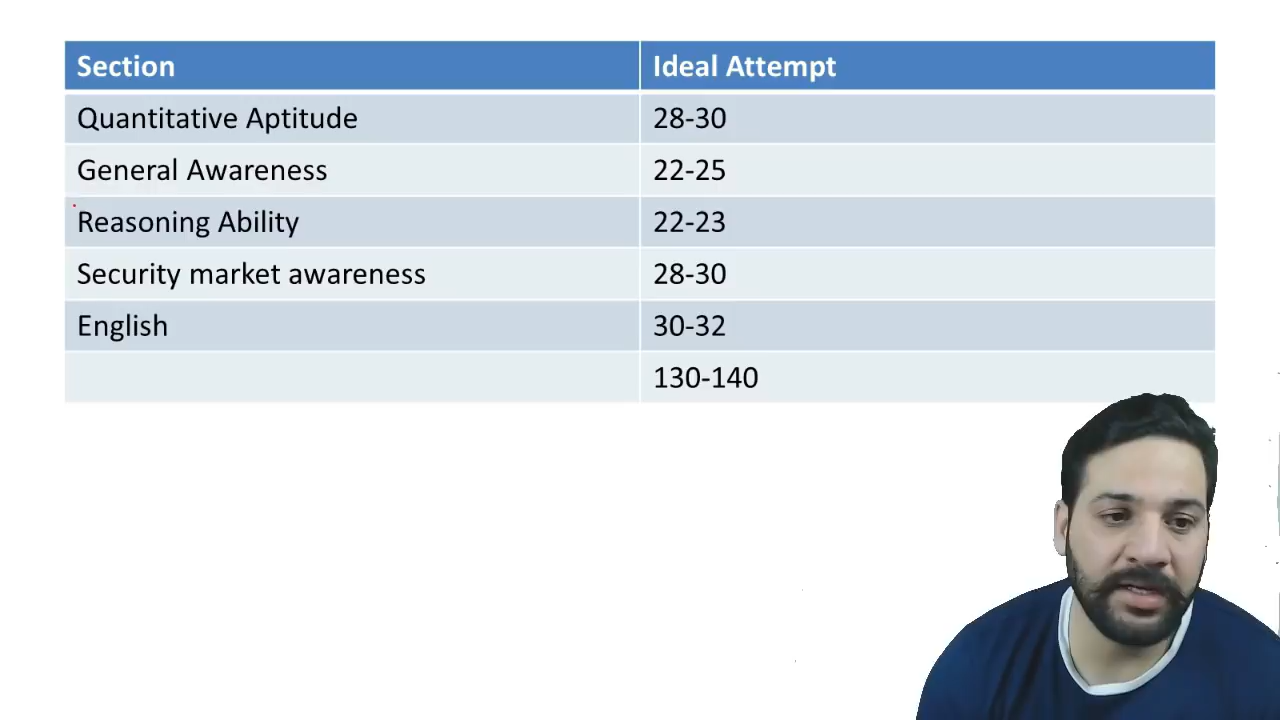 Section Ideal Attempt
Quantitative Aptitude 28-30
General Awareness 22-25
Reasoning Ability 22-23
Security market awareness 28-30
English 30-32
130-140